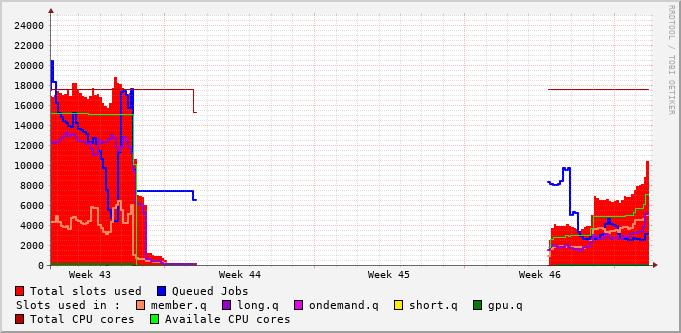 RRDTOOL / TOBI OETIKER
24000
22000
20000
18000
16000
14000
12000
10000
8000
6000
4000
2000
0
Week 43 Week 44 Week 45 Week 46
Total slots used Queued Jobs
Slots used in : member.q long.q ondemand.q short.q gpu.q
Total CPU cores Availale CPU cores